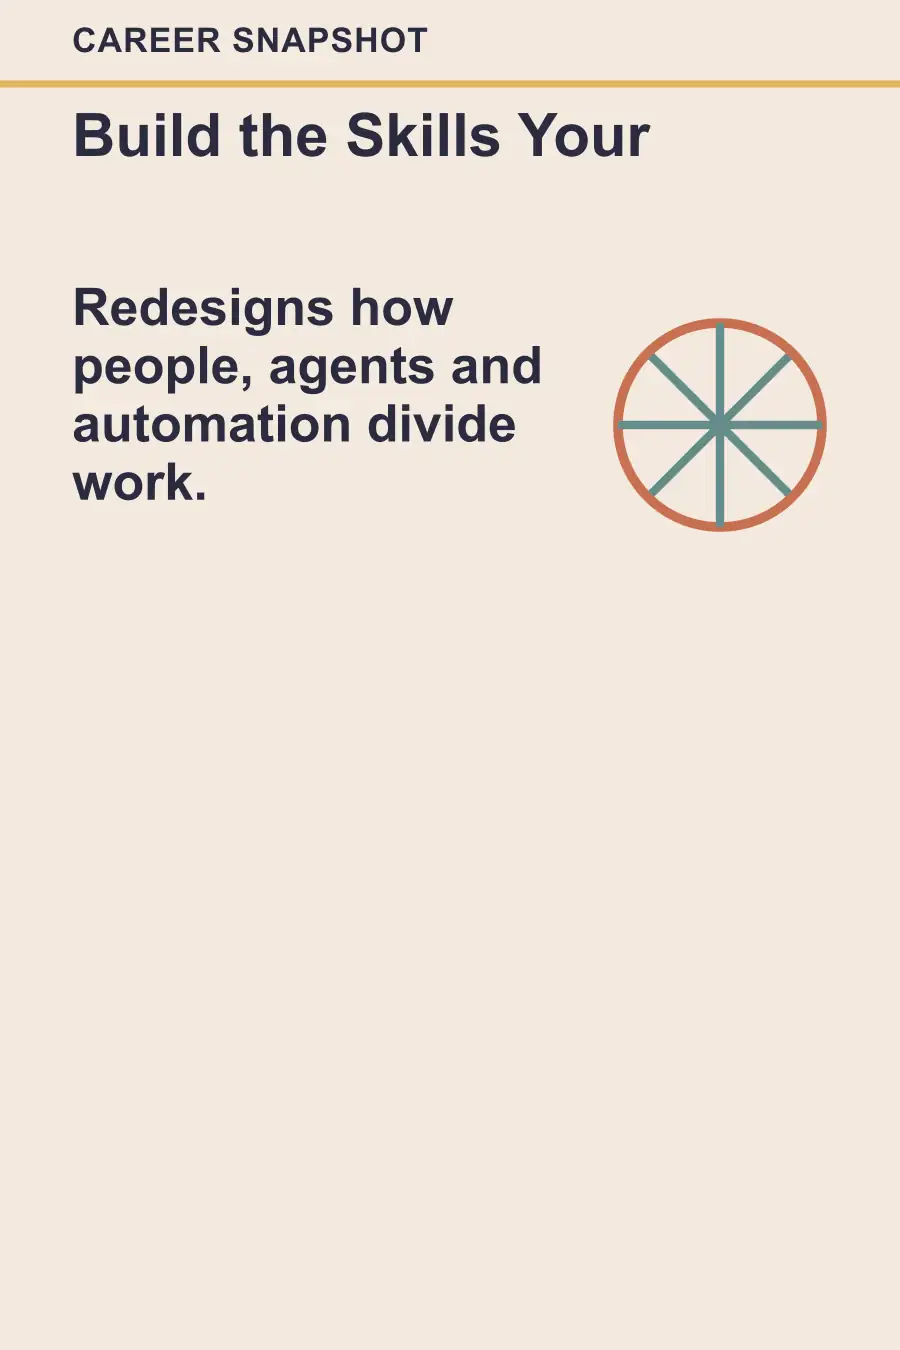 CAREER SNAPSHOT
Build the Skills Your
Redesigns how
people, agents and
automation divide
work.